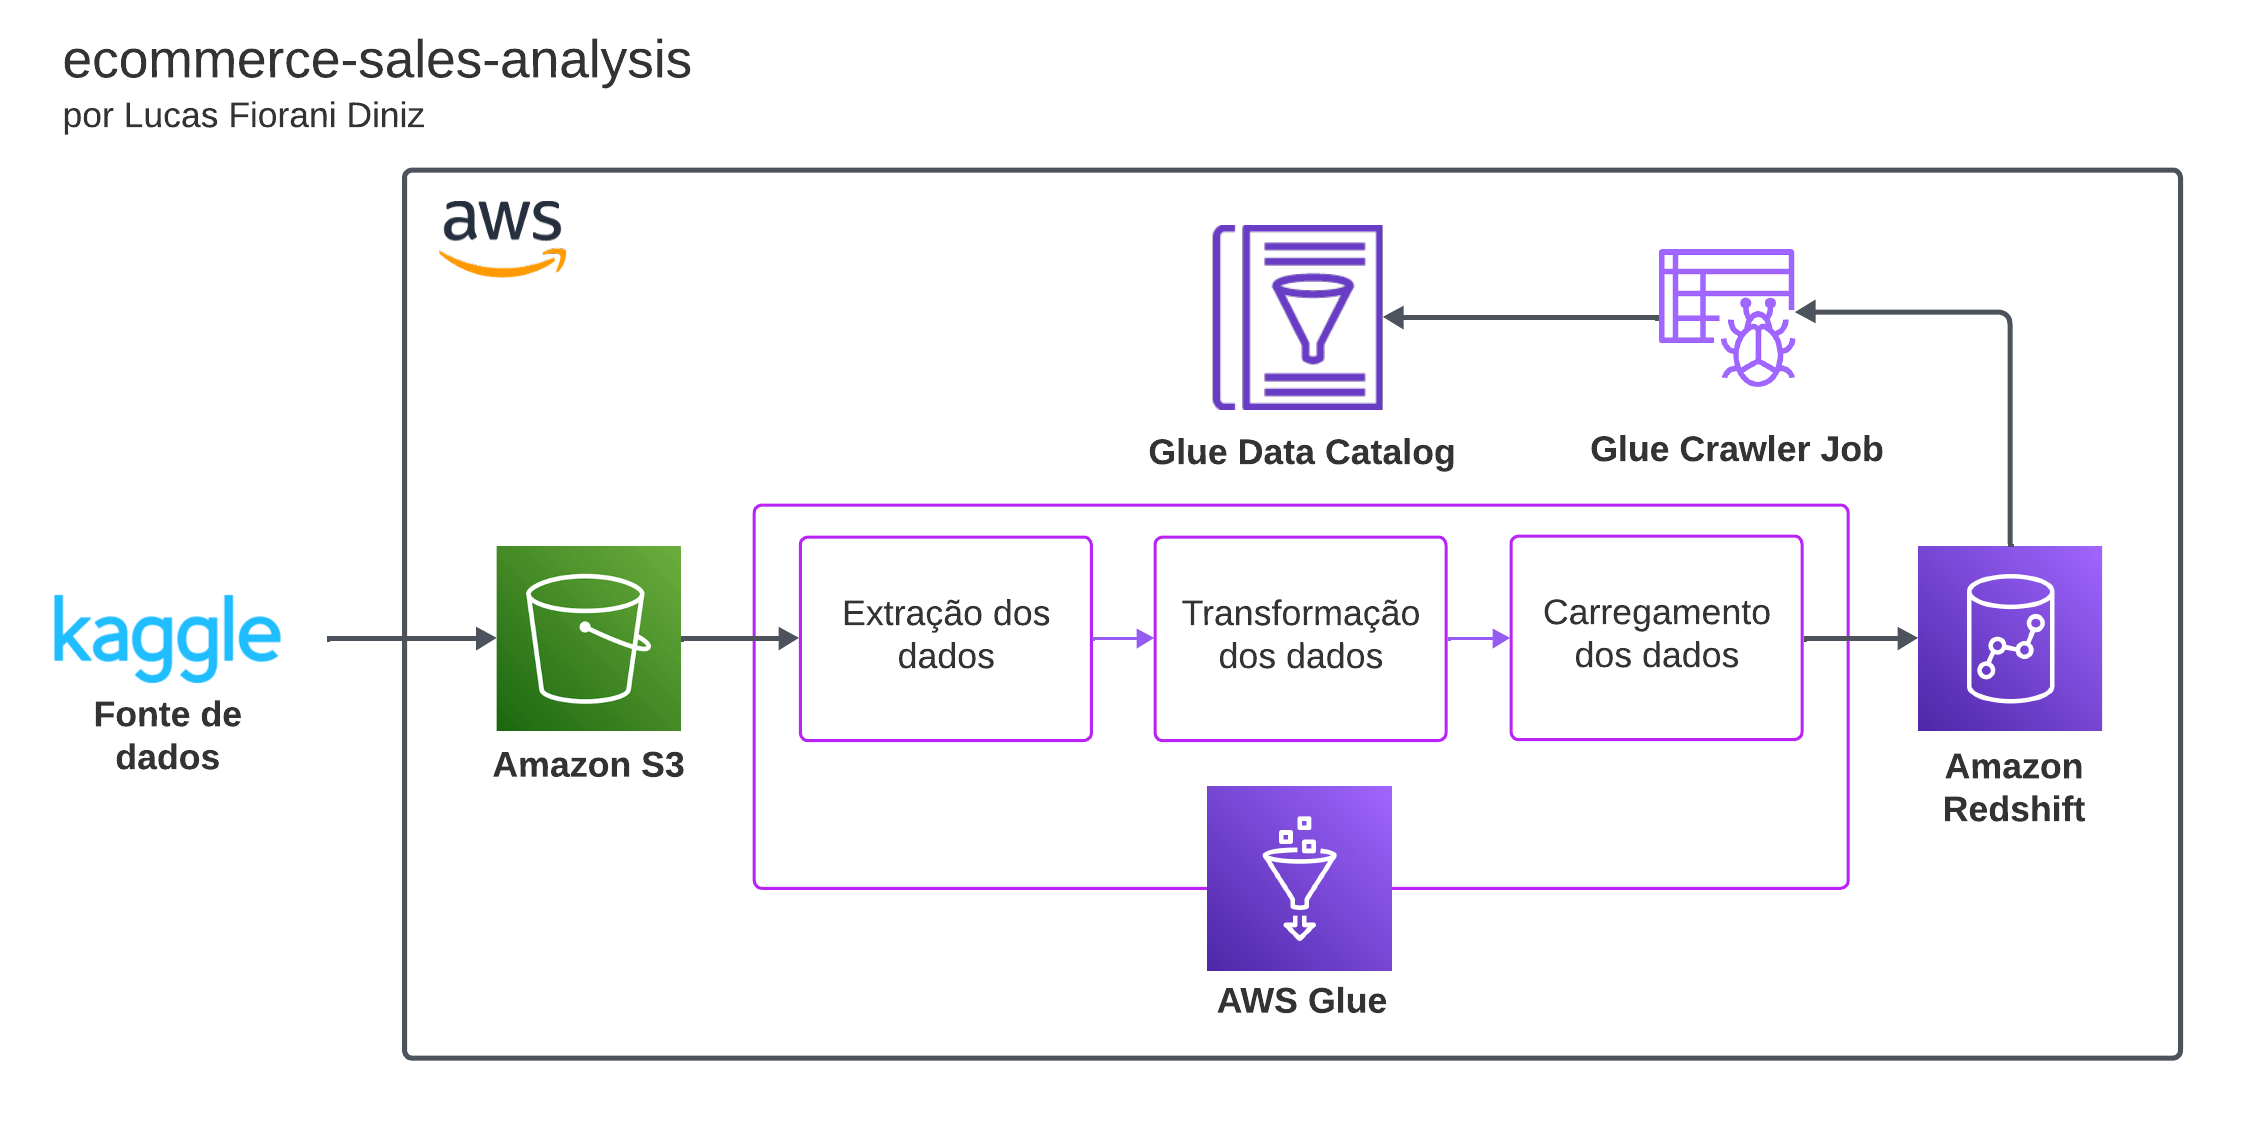 ecommerce-sales-analysis
por Lucas Fiorani Diniz
aws
Glue Data Catalog
Glue Crawler Job
kaggle
Fonte de
dados
Amazon S3
Extração dos
dados
Transformação
dos dados
Carregamento
dos dados
Amazon
Redshift
AWS Glue